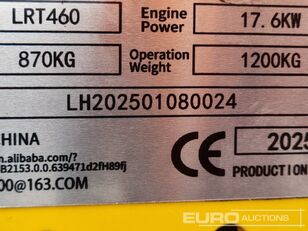 LRT460 Engine Power 17.6KW
870KG Operation Weight 1200KG
LH202501080024
CHINA CE 2025
n.alibaba.com/?
B2153.0.0.639471d2fH89fj
PRODUCTION
00@163.COM
EURO AUCTIONS